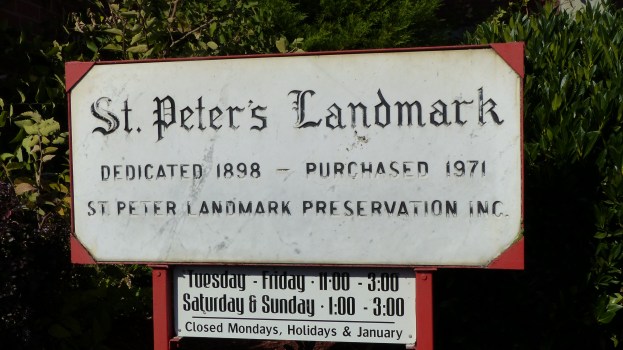 St. Peter's Landmark
DEDICATED 1898 – PURCHASED 1971
ST. PETER LANDMARK PRESERVATION INC.
Tuesday - Friday · 11:00 - 3:00
Saturday & Sunday · 1:00 - 3:00
Closed Mondays, Holidays & January